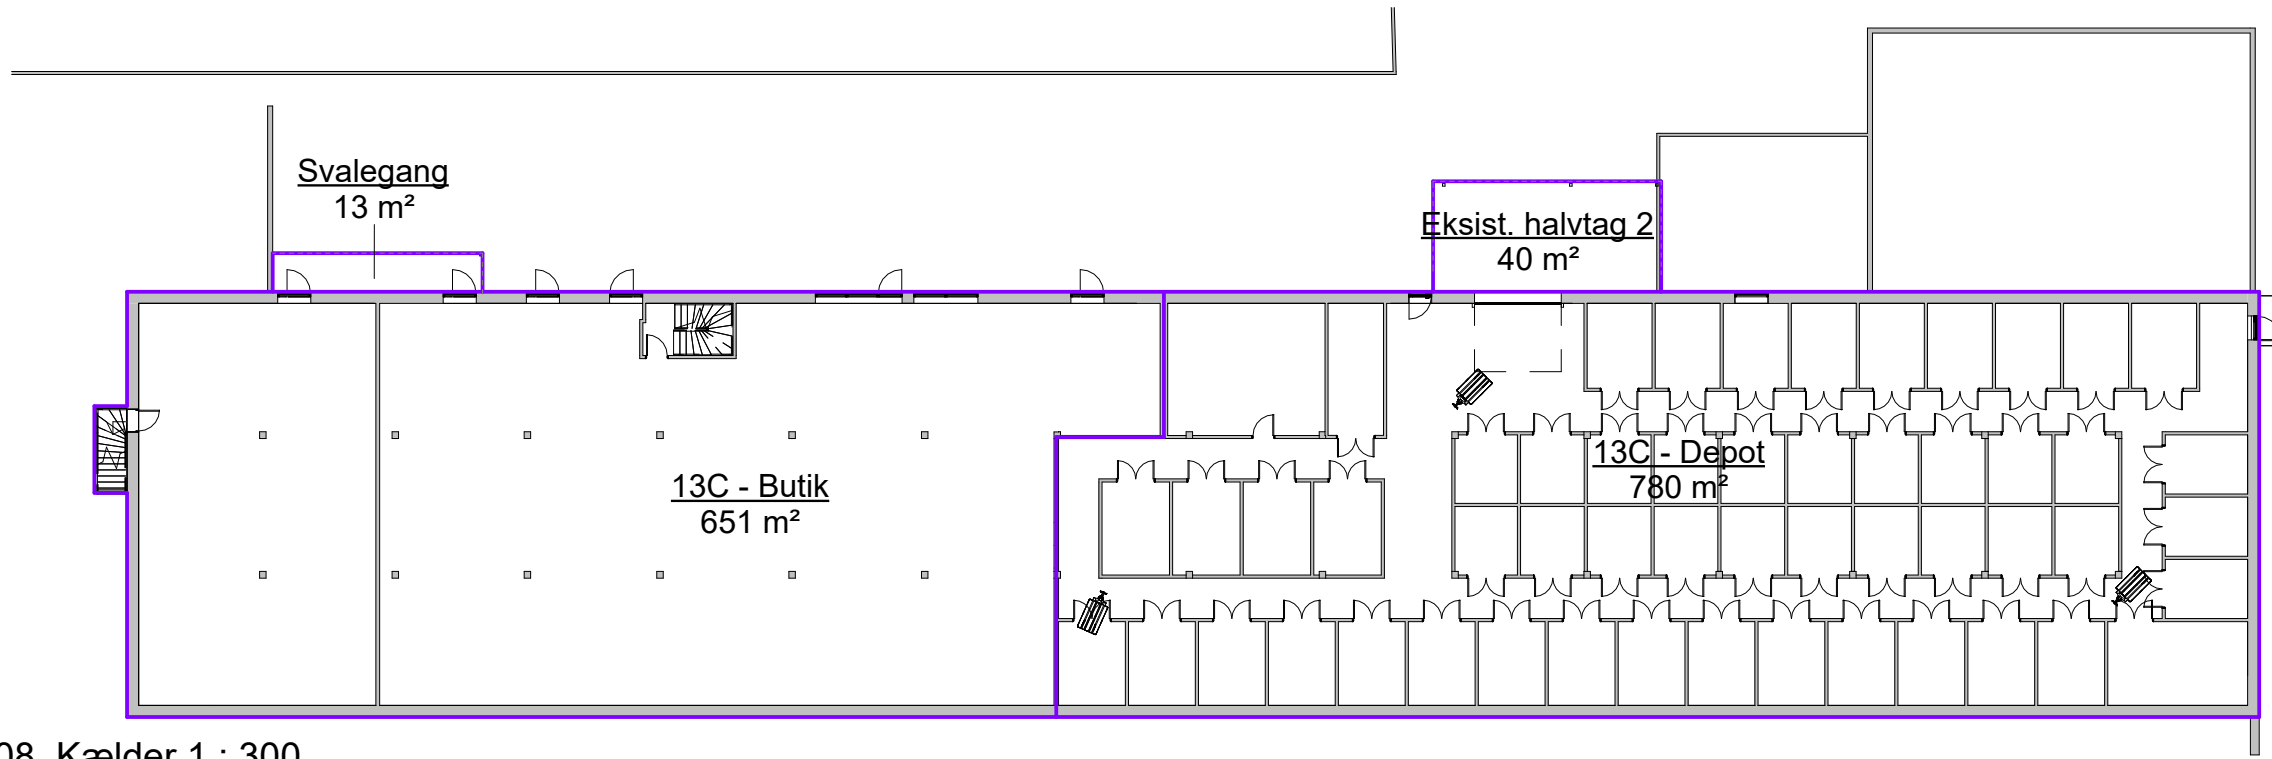 Svalegang
13 m²
Eksist. halvtag 2
40 m²
13C - Depot
780 m²
13C - Butik
651 m²
08 Kælder 1 : 300